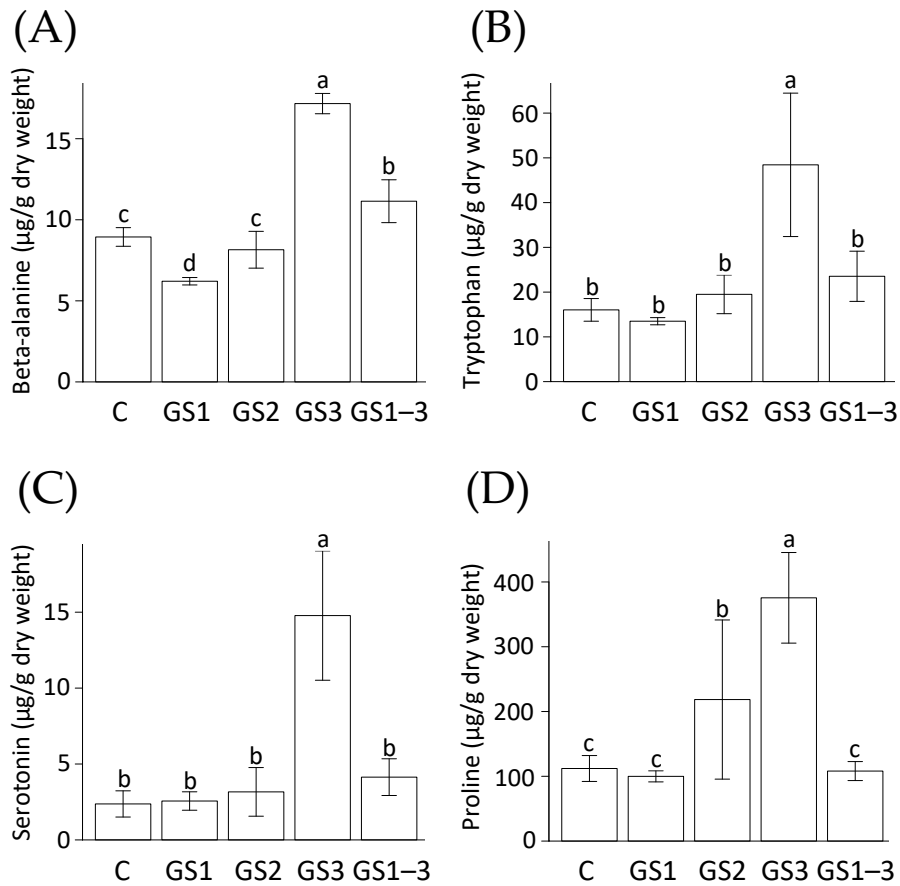 (A)
Beta-alanine (µg/g dry weight)
15
10
5
0
c
d
c
a
b
C GS1 GS2 GS3 GS1–3
(B)
Tryptophan (µg/g dry weight)
60
50
40
30
20
10
0
b
b
b
a
b
C GS1 GS2 GS3 GS1–3
(C)
Serotonin (µg/g dry weight)
15
10
5
0
b
b
b
a
b
C GS1 GS2 GS3 GS1–3
(D)
Proline (µg/g dry weight)
400
300
200
100
0
c
c
b
a
c
C GS1 GS2 GS3 GS1–3